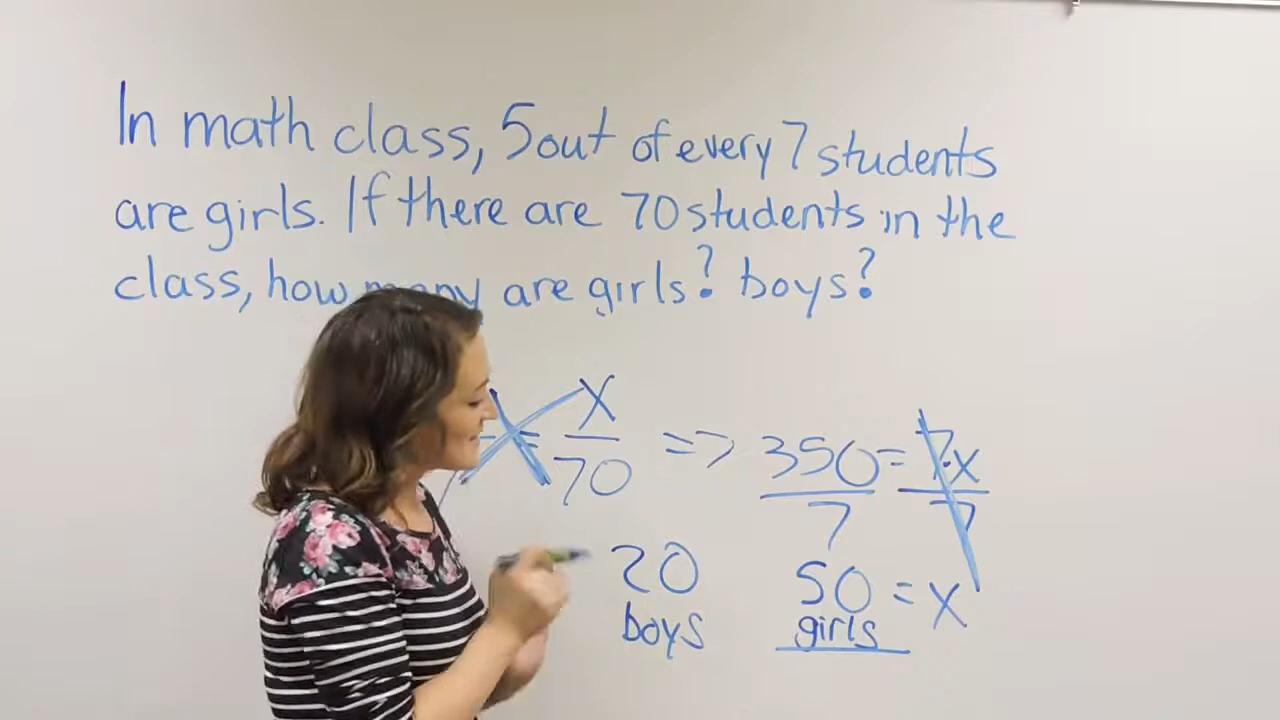 In math class, 5 out of every 7 students
are girls. If there are 70 students in the
class, how many are girls? boys?
= x/70 => 350/7 = 7·x/7
20 50 = x
boys girls